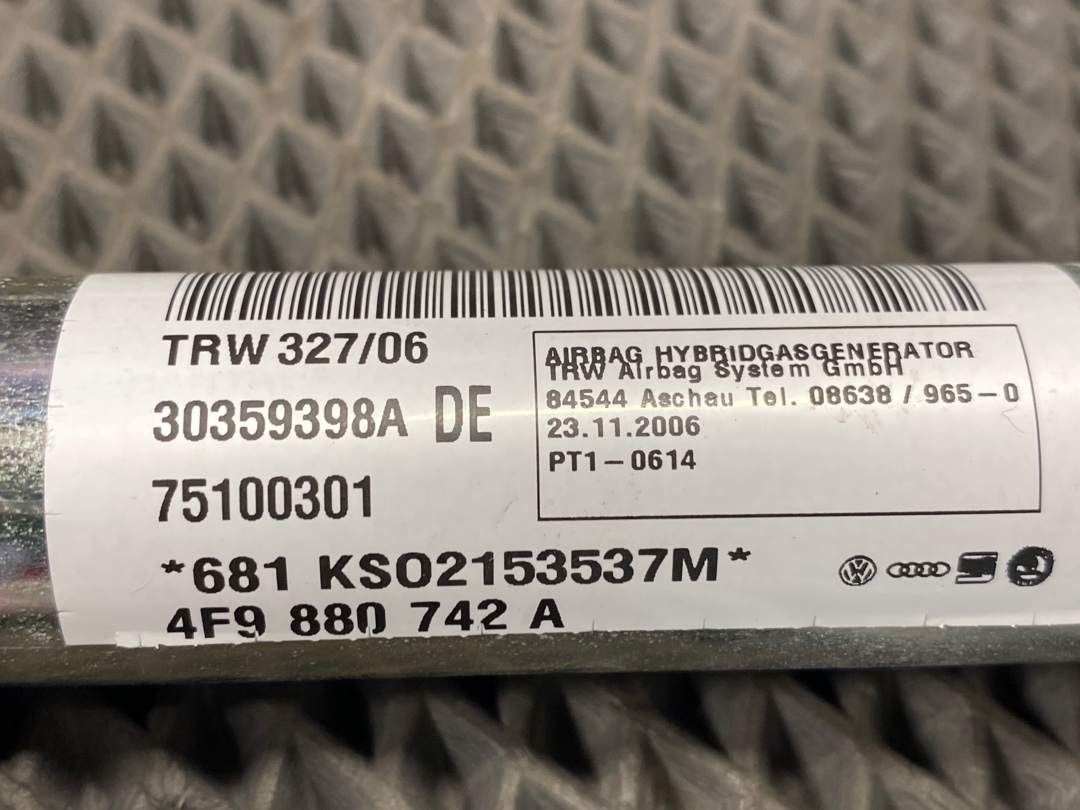 TRW 327/06
30359398A DE
75100301
*681 KSO2153537M*
4F9 880 742 A
AIRBAG HYBRIDGASGENERATOR
TRW Airbag System GmbH
84544 Aschau Tel. 08638 / 965-0
23.11.2006
PT1-0614